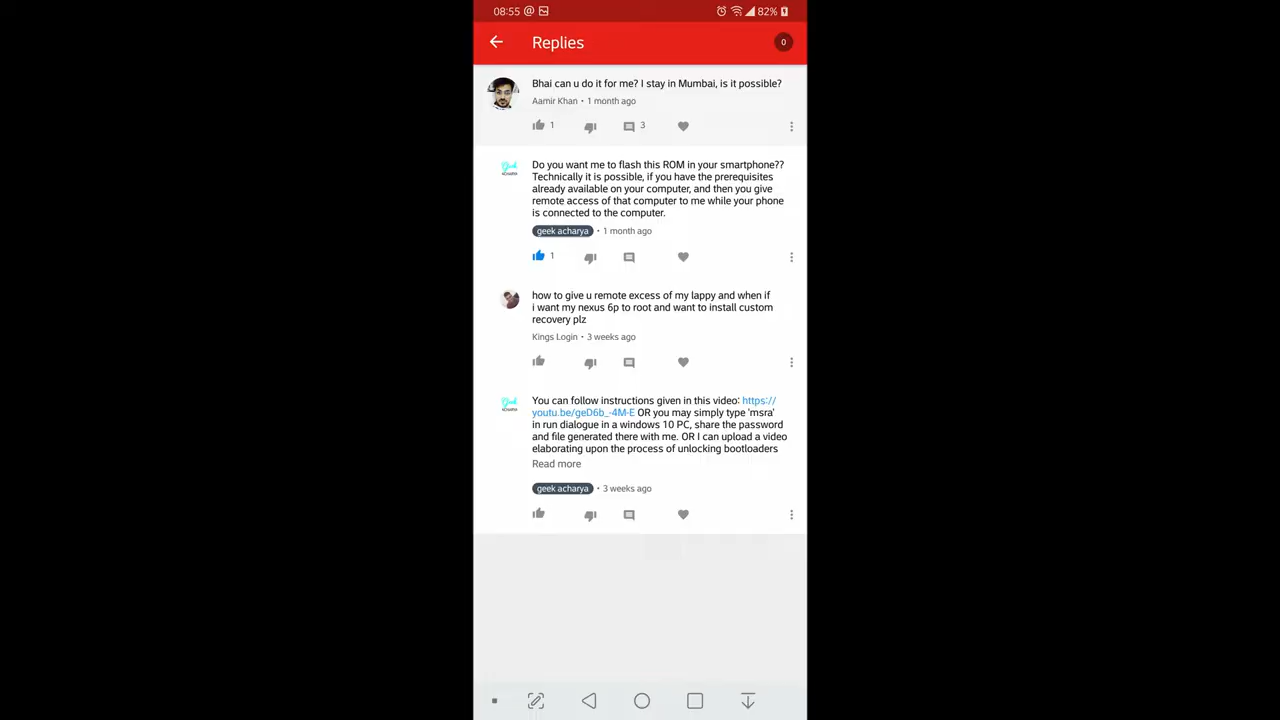 08:55 @
82%
Replies
0
Bhai can u do it for me? I stay in Mumbai, is it possible?
Aamir Khan • 1 month ago
1
3
Do you want me to flash this ROM in your smartphone??
Technically it is possible, if you have the prerequisites
already available on your computer, and then you give
remote access of that computer to me while your phone
is connected to the computer.
geek acharya • 1 month ago
1
how to give u remote excess of my lappy and when if
i want my nexus 6p to root and want to install custom
recovery plz
Kings Login • 3 weeks ago
You can follow instructions given in this video: https://
youtu.be/geD6b_-4M-E OR you may simply type 'msra'
in run dialogue in a windows 10 PC, share the password
and file generated there with me. OR I can upload a video
elaborating upon the process of unlocking bootloaders
Read more
geek acharya • 3 weeks ago